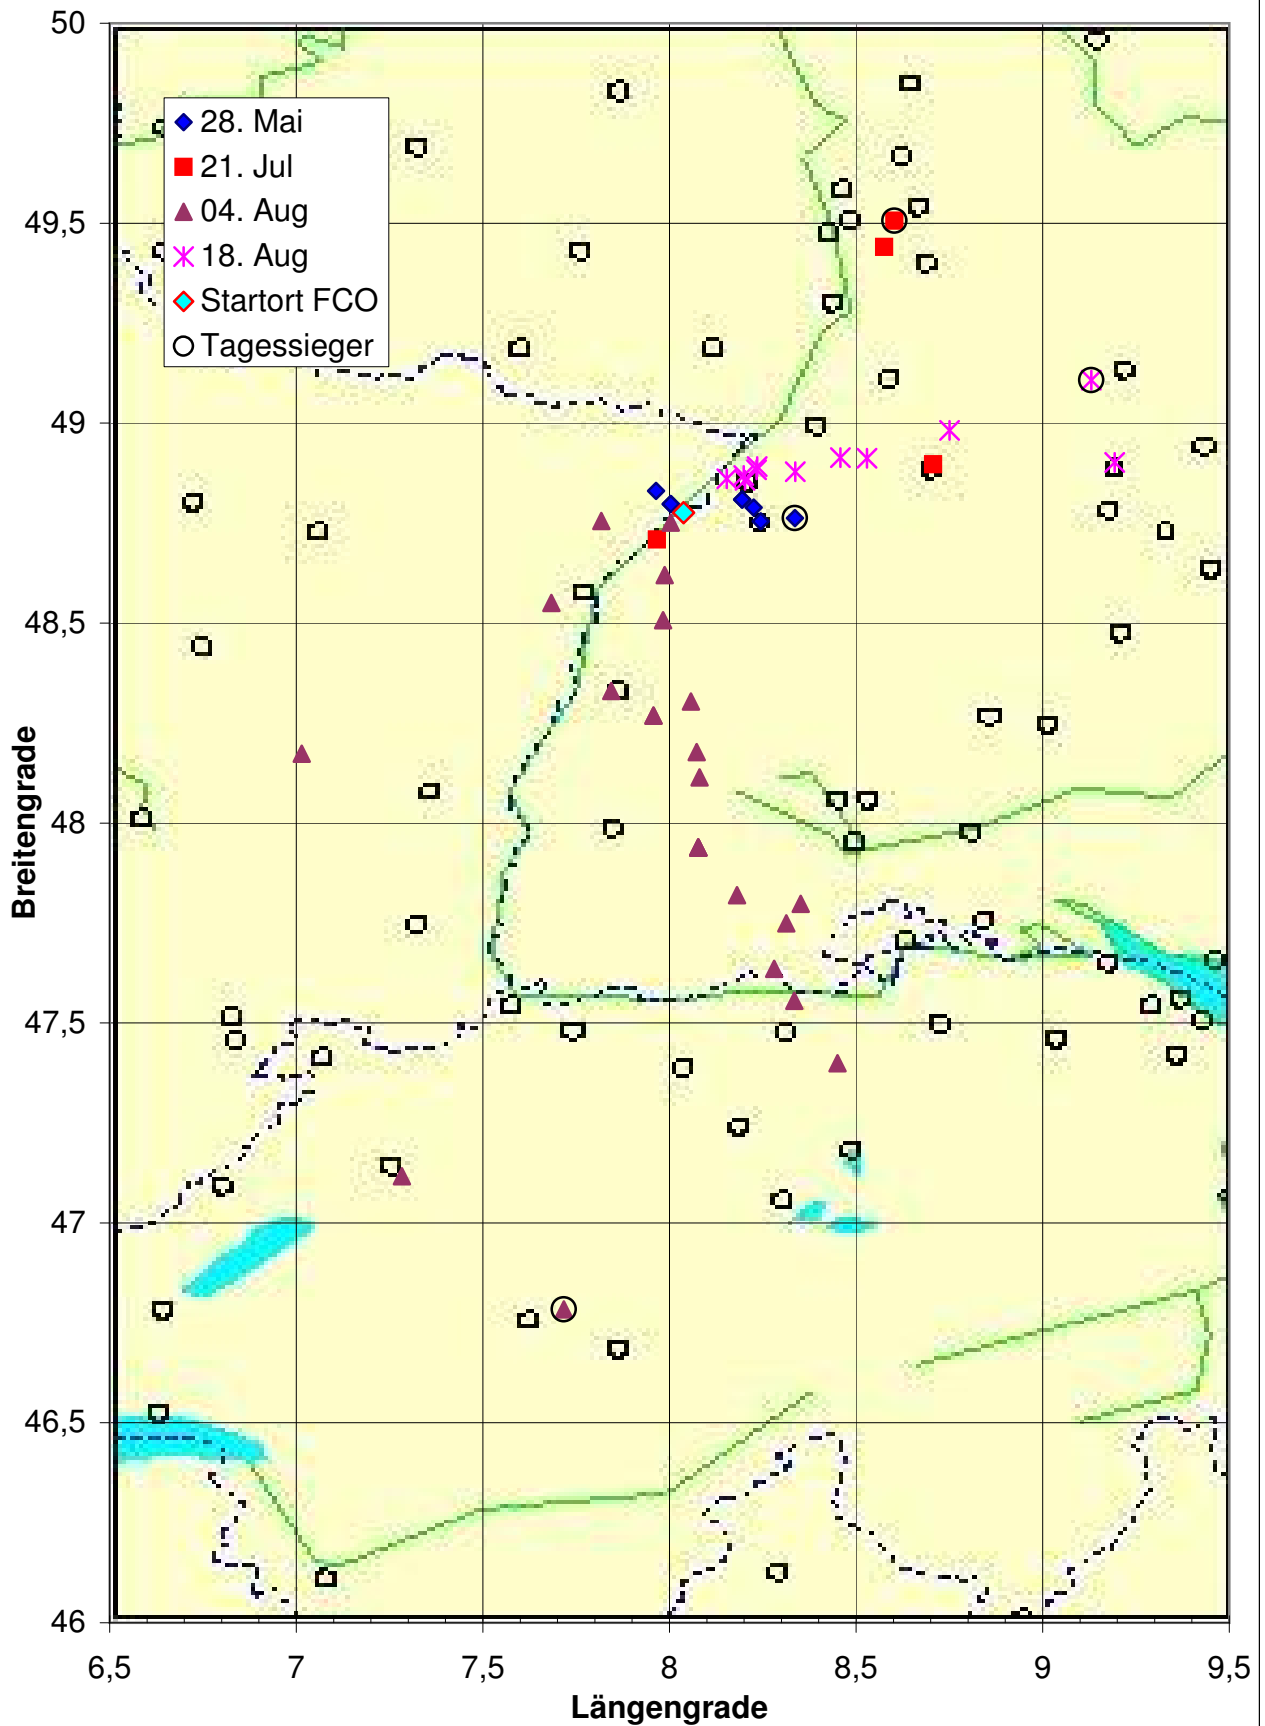 50
28. Mai
21. Jul
04. Aug
18. Aug
Startort FCO
Tagessieger
49,5
49
48,5
48
47,5
47
46,5
46
Breitengrade
6,5 7 7,5 8 8,5 9 9,5
Längengrade